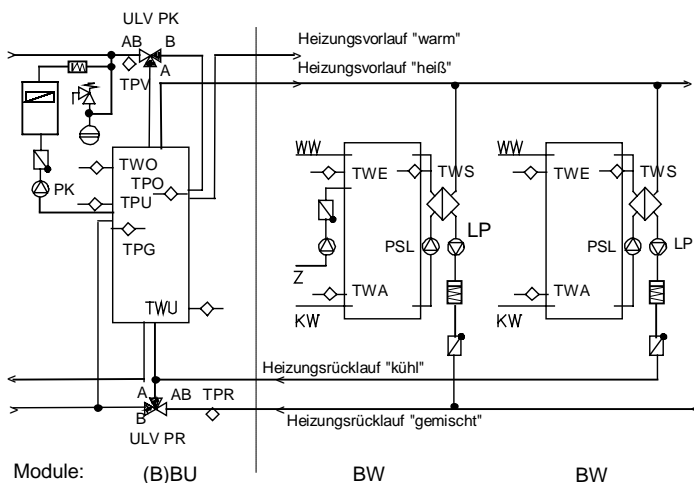 ULV PK
AB B
A
TPV
Heizungsvorlauf "warm"
Heizungsvorlauf "heiß"
TWO
TPO
PK
TPU
TPG
TWU
WW
TWE
TWS
PSL
LP
Z
TWA
KW
WW
TWE
TWS
PSL
LP
TWA
KW
Heizungsrücklauf "kühl"
A
AB
TPR
B
ULV PR
Heizungsrücklauf "gemischt"
Module: (B)BU BW BW